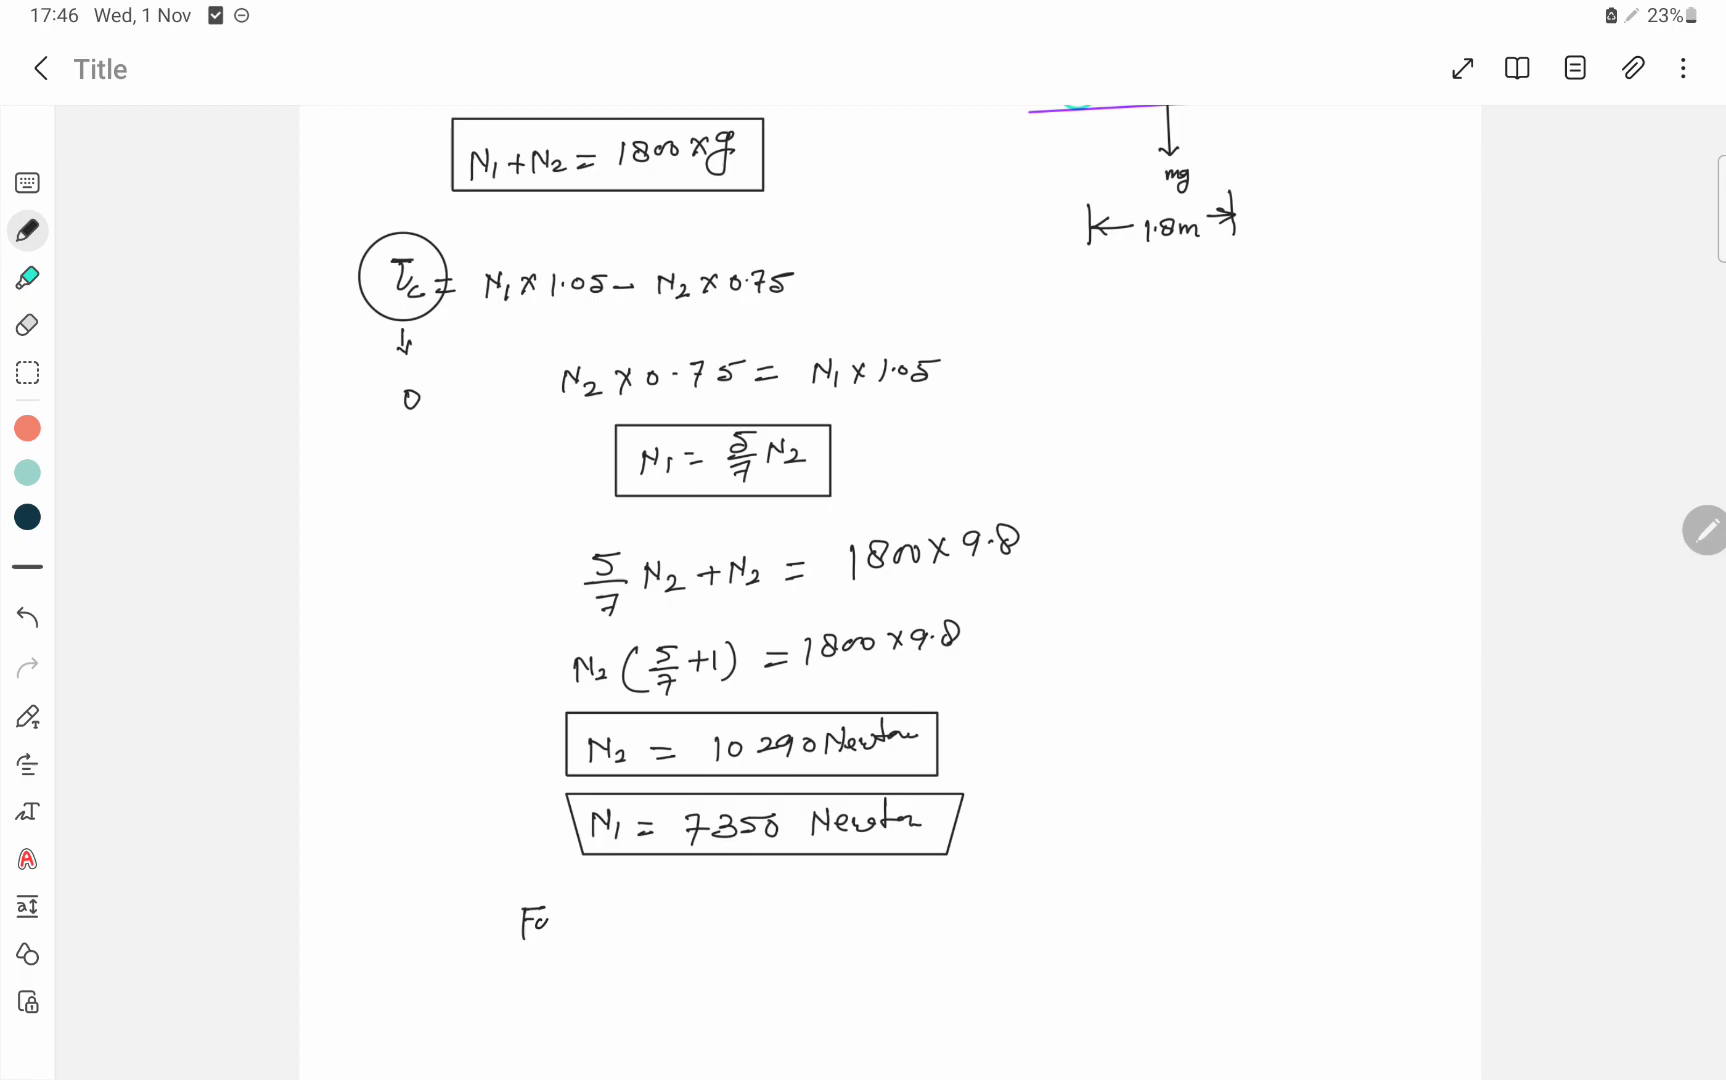 17:46 Wed, 1 Nov 23%
Title
N₁ + N₂ = 1800 × g
mg
1.8m
τc = N₁ × 1.05 - N₂ × 0.75
0
N₂ × 0.75 = N₁ × 1.05
N₁ = 5/7 N₂
5/7 N₂ + N₂ = 1800 × 9.8
N₂ (5/7 + 1) = 1800 × 9.8
N₂ = 10290 Newton
N₁ = 7350 Newton
Fo